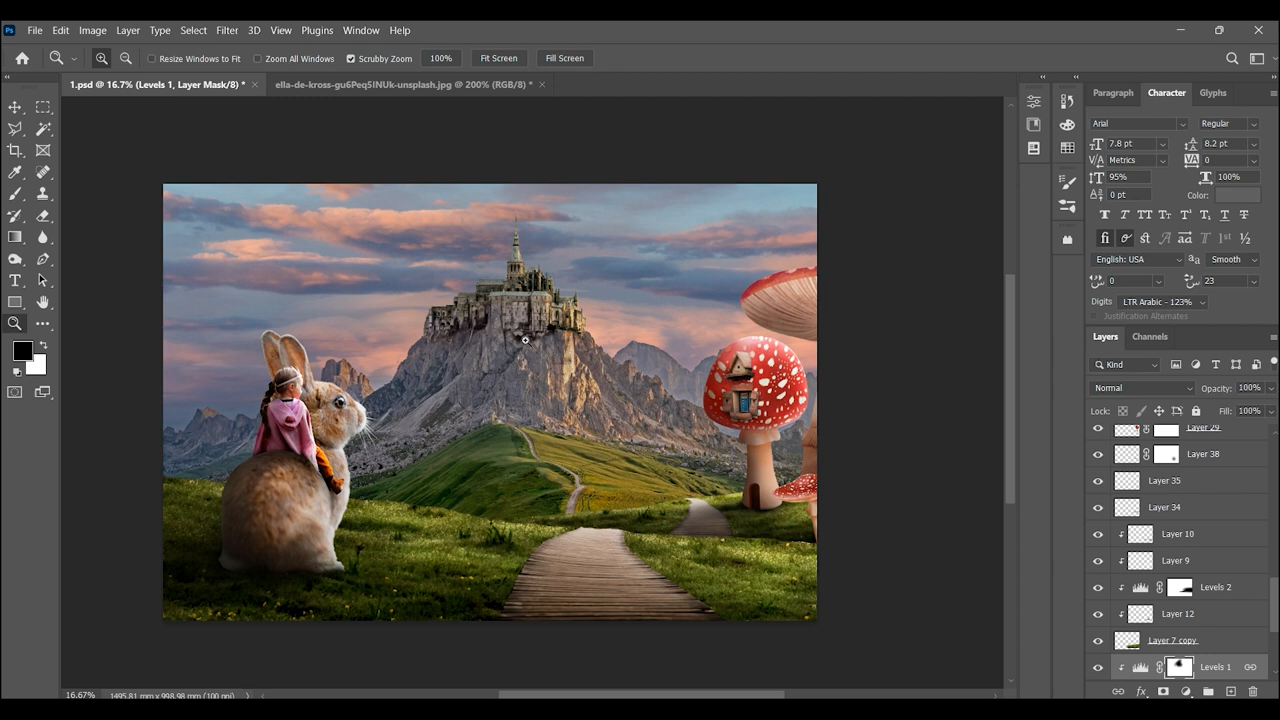 Ps File Edit Image Layer Type Select Filter 3D View Plugins Window Help
Resize Windows to Fit Zoom All Windows Scrubby Zoom 100% Fit Screen Fill Screen
1.psd @ 16.7% (Levels 1, Layer Mask/8) * ella-de-kross-gu6Peq5INUk-unsplash.jpg @ 200% (RGB/8) *
Paragraph Character Glyphs
Arial Regular
7.8 pt 8.2 pt
Metrics 0
95% 100%
0 pt Color:
English: USA Smooth
0 23
Digits LTR Arabic - 123%
Justification Alternates
Layers Channels
Kind
Normal Opacity: 100%
Lock: Fill: 100%
Layer 29
Layer 38
Layer 35
Layer 34
Layer 10
Layer 9
Levels 2
Layer 12
Layer 7 copy
Levels 1
16.67% 1495.81 mm x 998.98 mm (100 ppi)